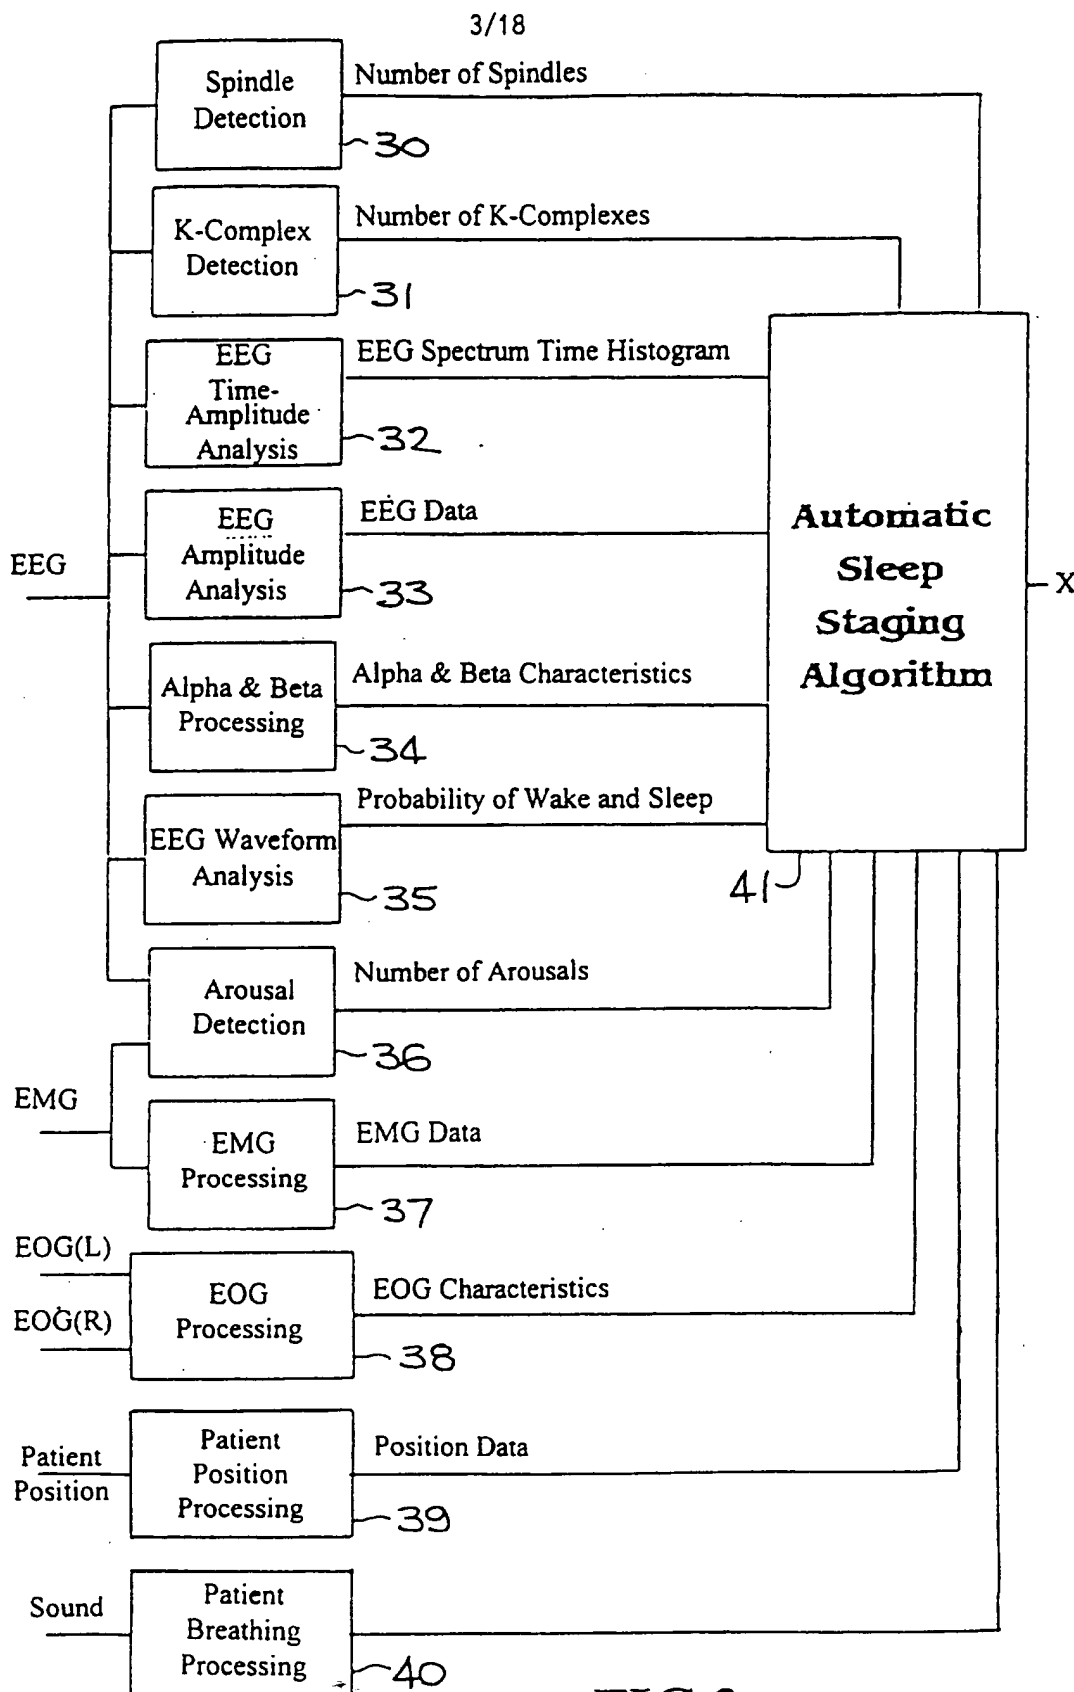 3/18
Spindle
Detection
Number of Spindles
30
K-Complex
Detection
Number of K-Complexes
31
EEG
Time-
Amplitude
Analysis
EEG Spectrum Time Histogram
32
EEG
Amplitude
Analysis
EEG Data
33
EEG
Alpha & Beta
Processing
Alpha & Beta Characteristics
34
EEG Waveform
Analysis
Probability of Wake and Sleep
35
Automatic
Sleep
Staging
Algorithm
X
41
Arousal
Detection
Number of Arousals
36
EMG
EMG
Processing
EMG Data
37
EOG(L)
EOG(R)
EOG
Processing
EOG Characteristics
38
Patient
Position
Patient
Position
Processing
Position Data
39
Sound
Patient
Breathing
Processing
40